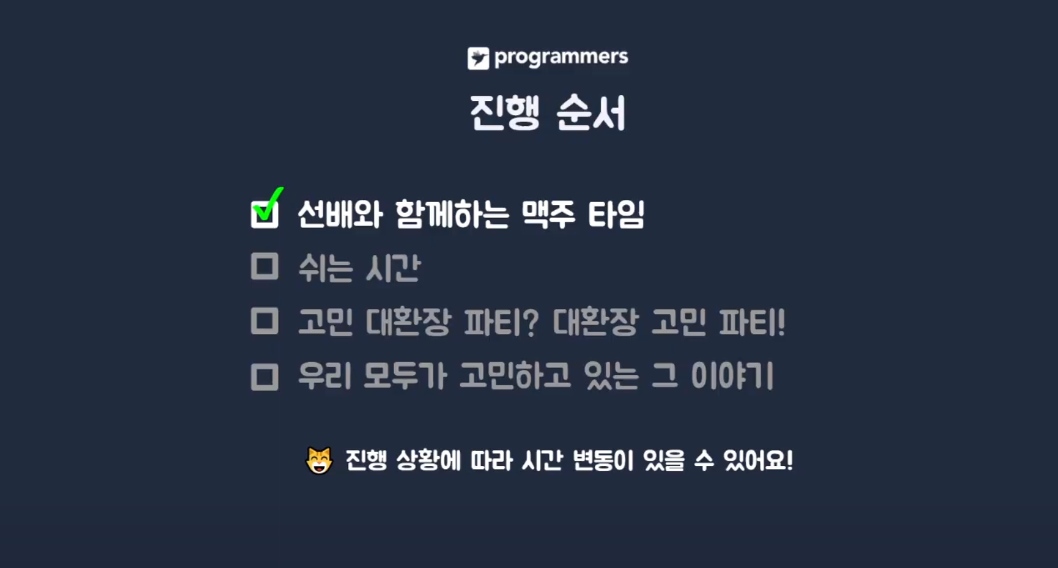 programmers
진행 순서
선배와 함께하는 맥주 타임
쉬는 시간
고민 대환장 파티? 대환장 고민 파티!
우리 모두가 고민하고 있는 그 이야기
진행 상황에 따라 시간 변동이 있을 수 있어요!